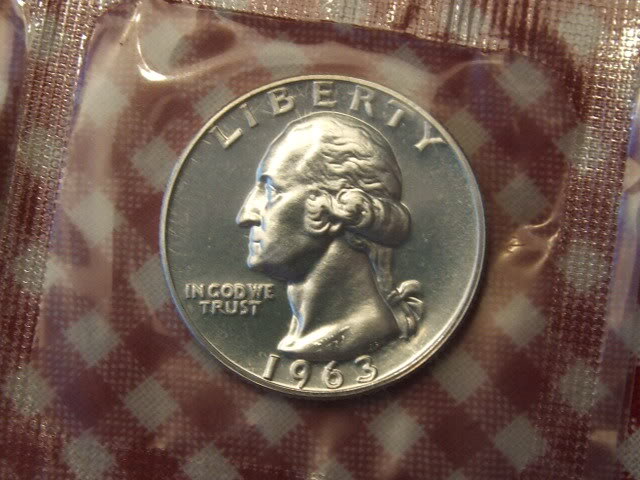 LIBERTY
IN GOD WE
TRUST
1963